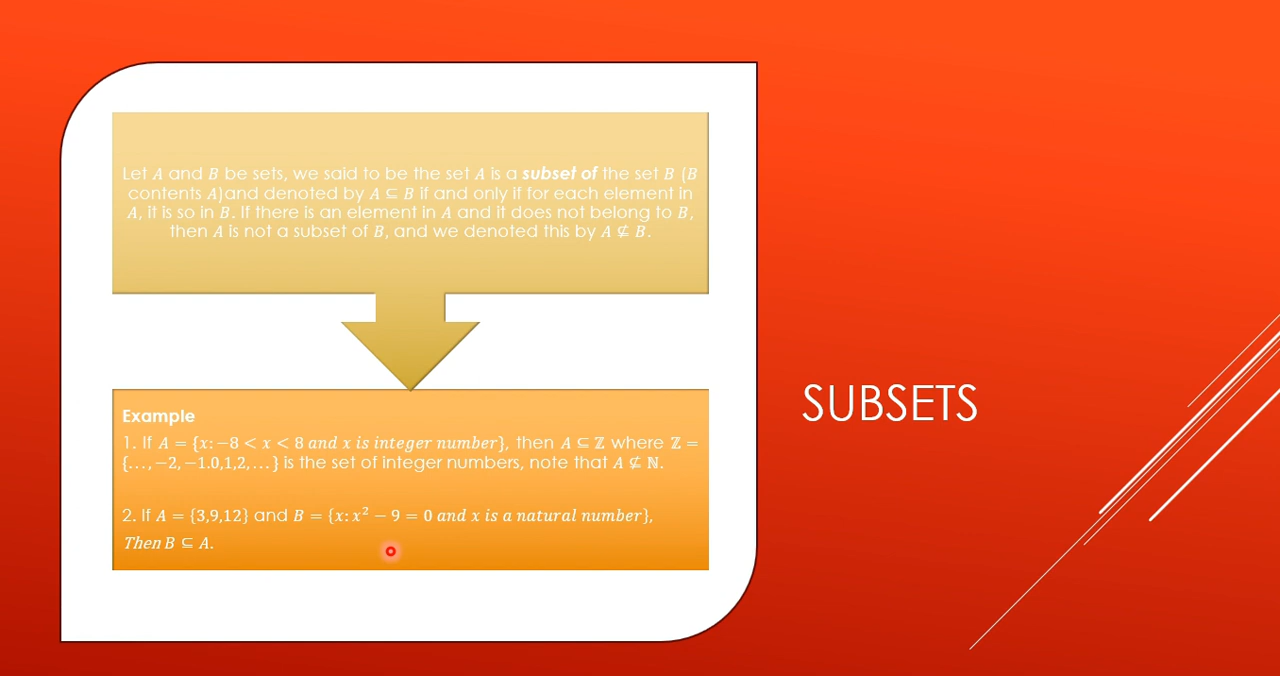 Let A and B be sets, we said to be the set A is a subset of the set B (B
contents A)and denoted by A ⊆ B if and only if for each element in
A, it is so in B. If there is an element in A and it does not belong to B,
then A is not a subset of B, and we denoted this by A ⊈ B.
Example
1. If A = {x: −8 < x < 8 and x is integer number}, then A ⊆ ℤ where ℤ =
{…, −2, −1.0,1,2, … } is the set of integer numbers, note that A ⊈ ℕ.
2. If A = {3,9,12} and B = {x: x² − 9 = 0 and x is a natural number},
Then B ⊆ A.
SUBSETS